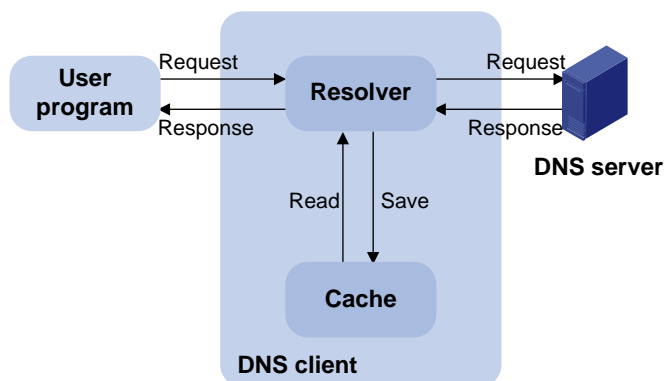 User
program
Request
Response
Resolver
Request
Response
DNS server
Read
Save
Cache
DNS client